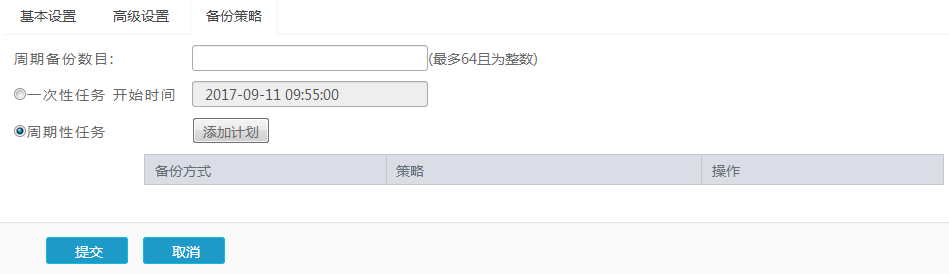 基本设置 高级设置 备份策略
周期备份数目: (最多64且为整数)
一次性任务 开始时间 2017-09-11 09:55:00
周期性任务 添加计划
备份方式 策略 操作
提交 取消